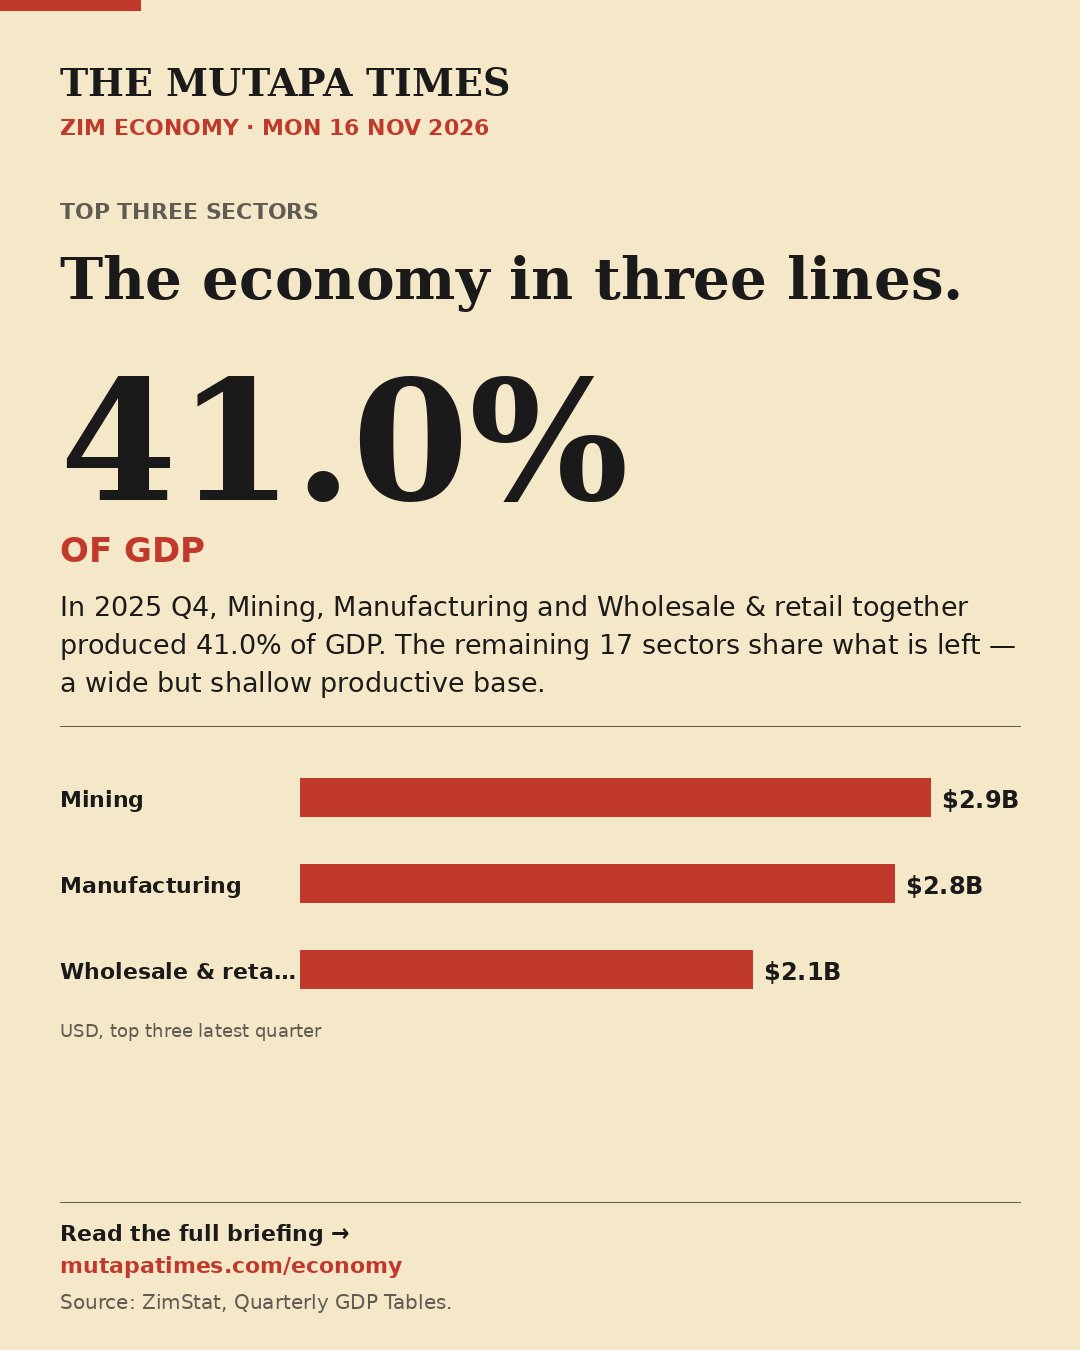 THE MUTAPA TIMES
ZIM ECONOMY · MON 16 NOV 2026
TOP THREE SECTORS
The economy in three lines.
41.0%
OF GDP
In 2025 Q4, Mining, Manufacturing and Wholesale & retail together
produced 41.0% of GDP. The remaining 17 sectors share what is left —
a wide but shallow productive base.
Mining $2.9B
Manufacturing $2.8B
Wholesale & reta... $2.1B
USD, top three latest quarter
Read the full briefing →
mutapatimes.com/economy
Source: ZimStat, Quarterly GDP Tables.